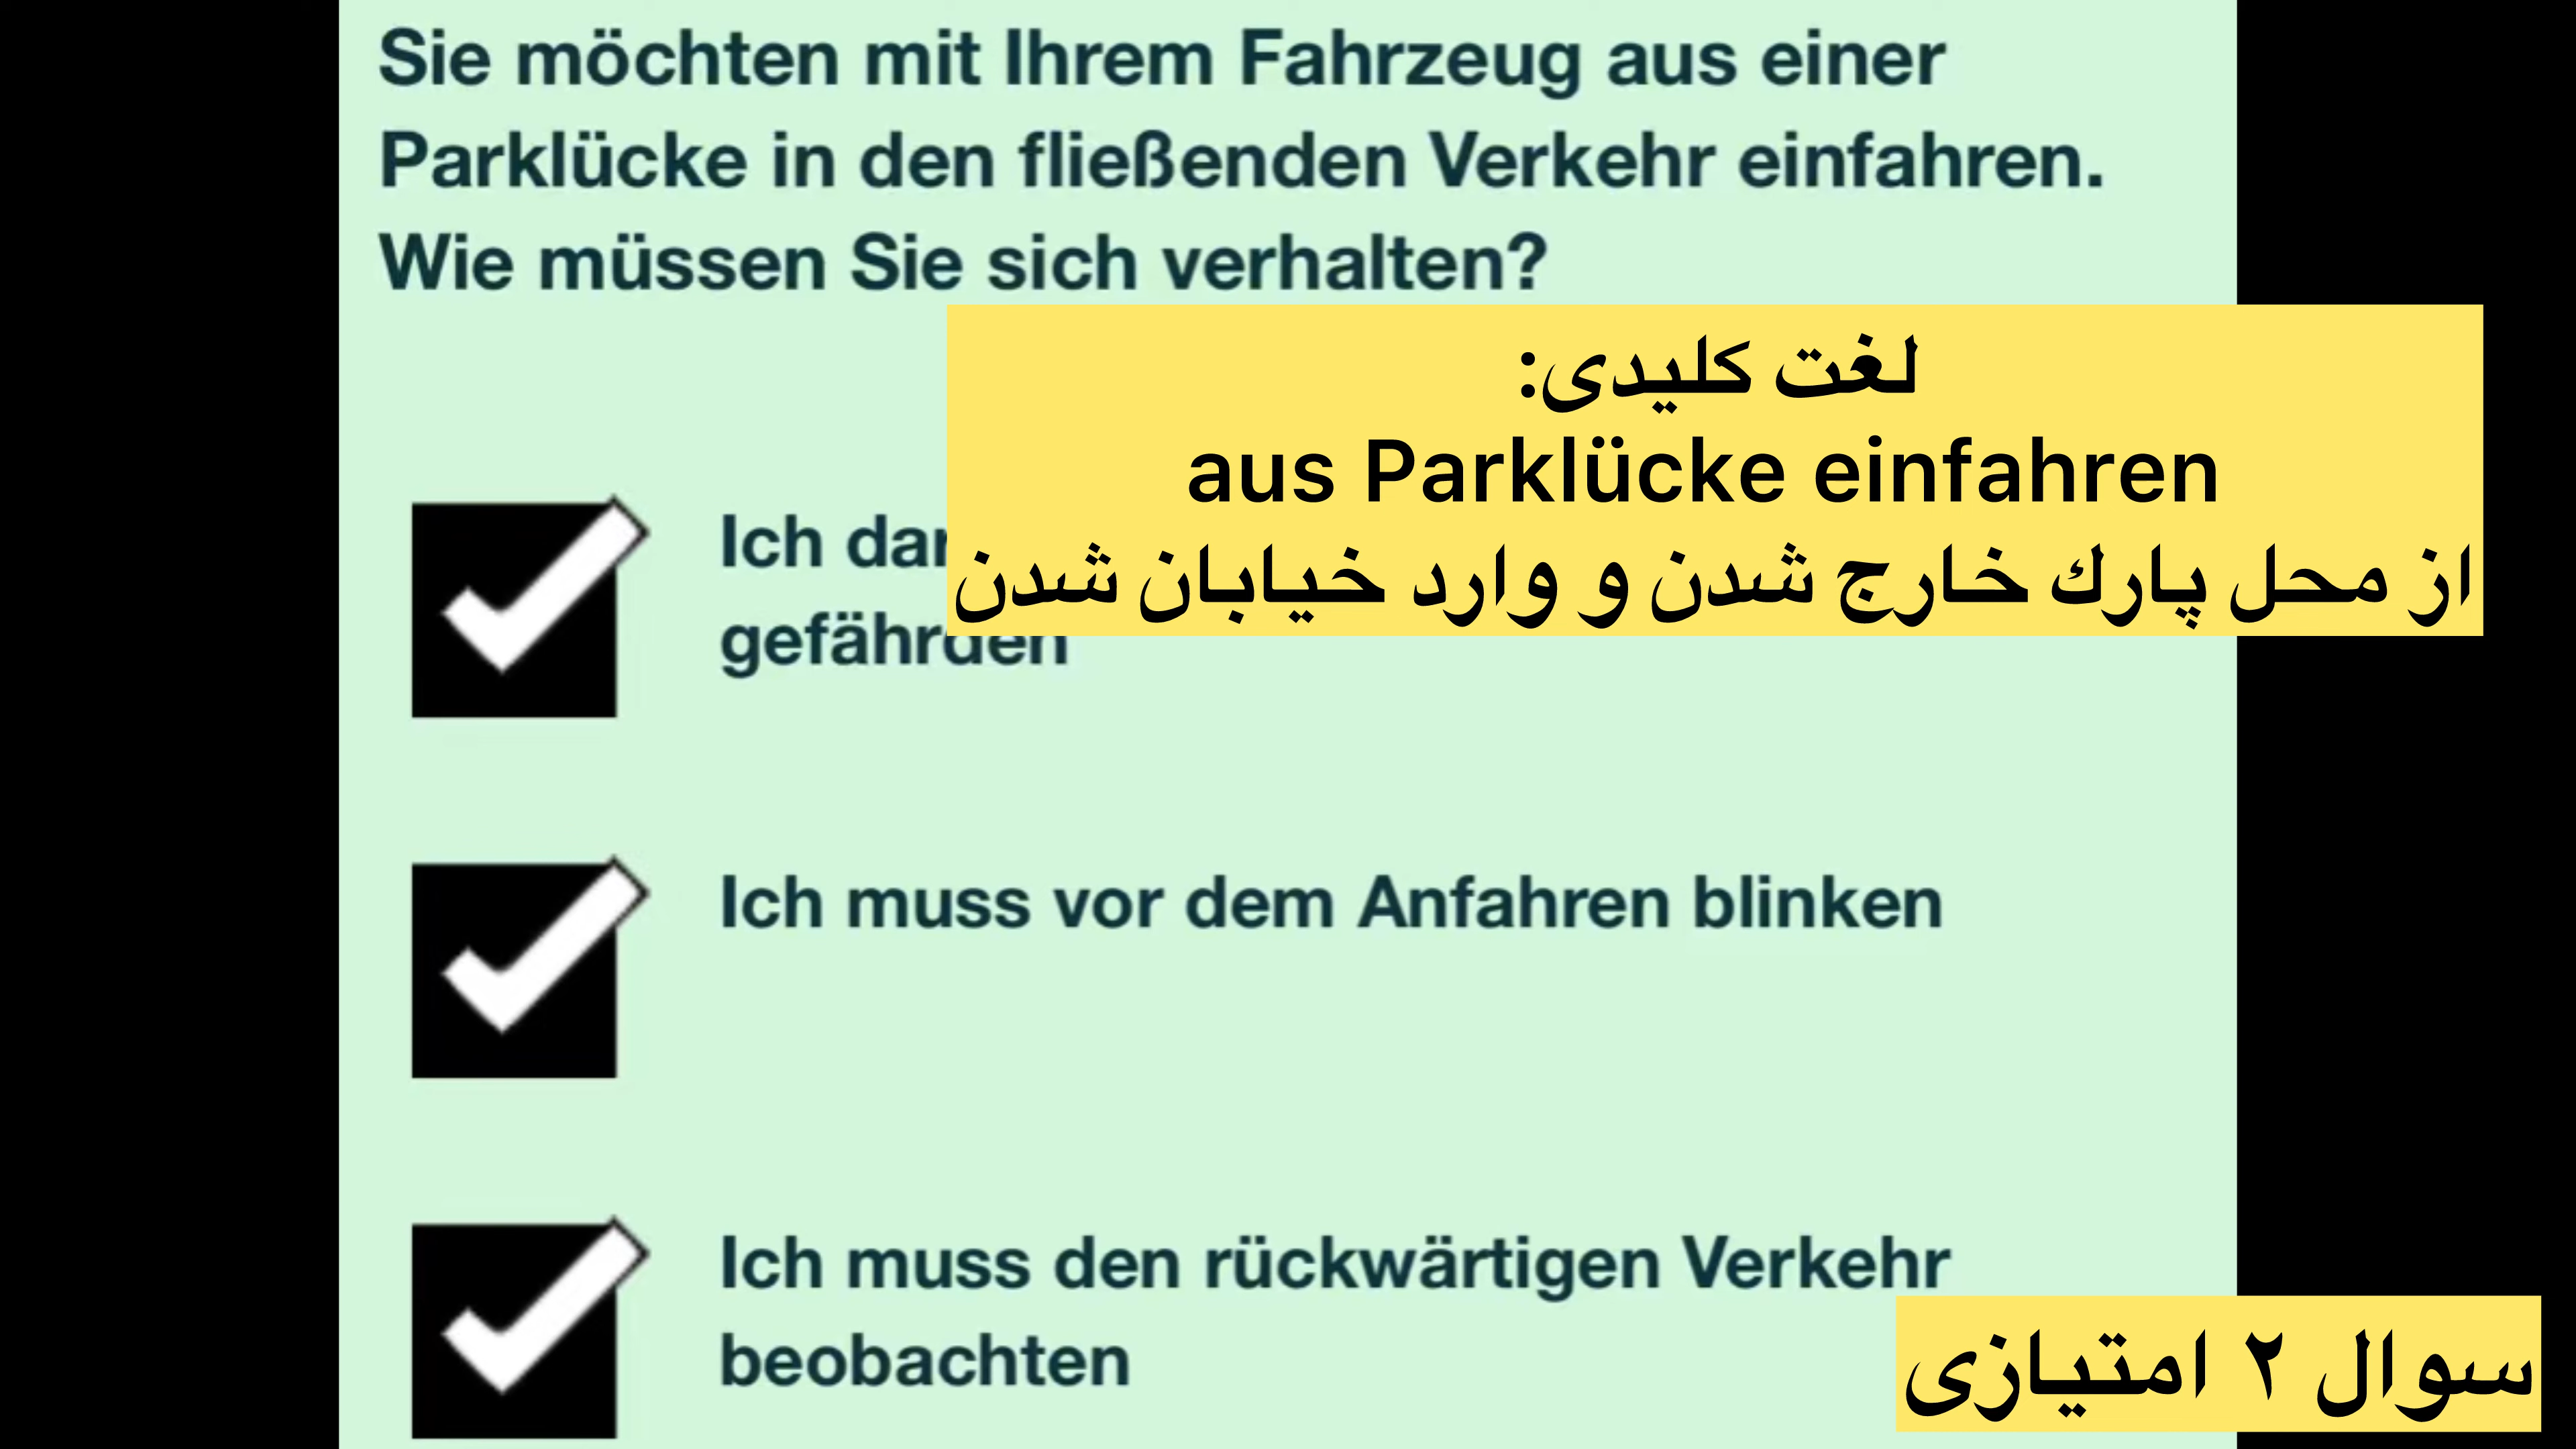 Sie möchten mit Ihrem Fahrzeug aus einer
Parklücke in den fließenden Verkehr einfahren.
Wie müssen Sie sich verhalten?
لغت کلیدی:
aus Parklücke einfahren
از محل پارك خارج شدن و وارد خیابان شدن
Ich
gefährden
Ich muss vor dem Anfahren blinken
Ich muss den rückwärtigen Verkehr
beobachten
سوال ۲ امتیازی